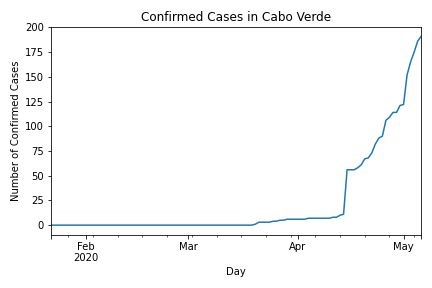 Confirmed Cases in Cabo Verde
Number of Confirmed Cases
200
175
150
125
100
75
50
25
0
Feb
2020
Mar
Apr
May
Day